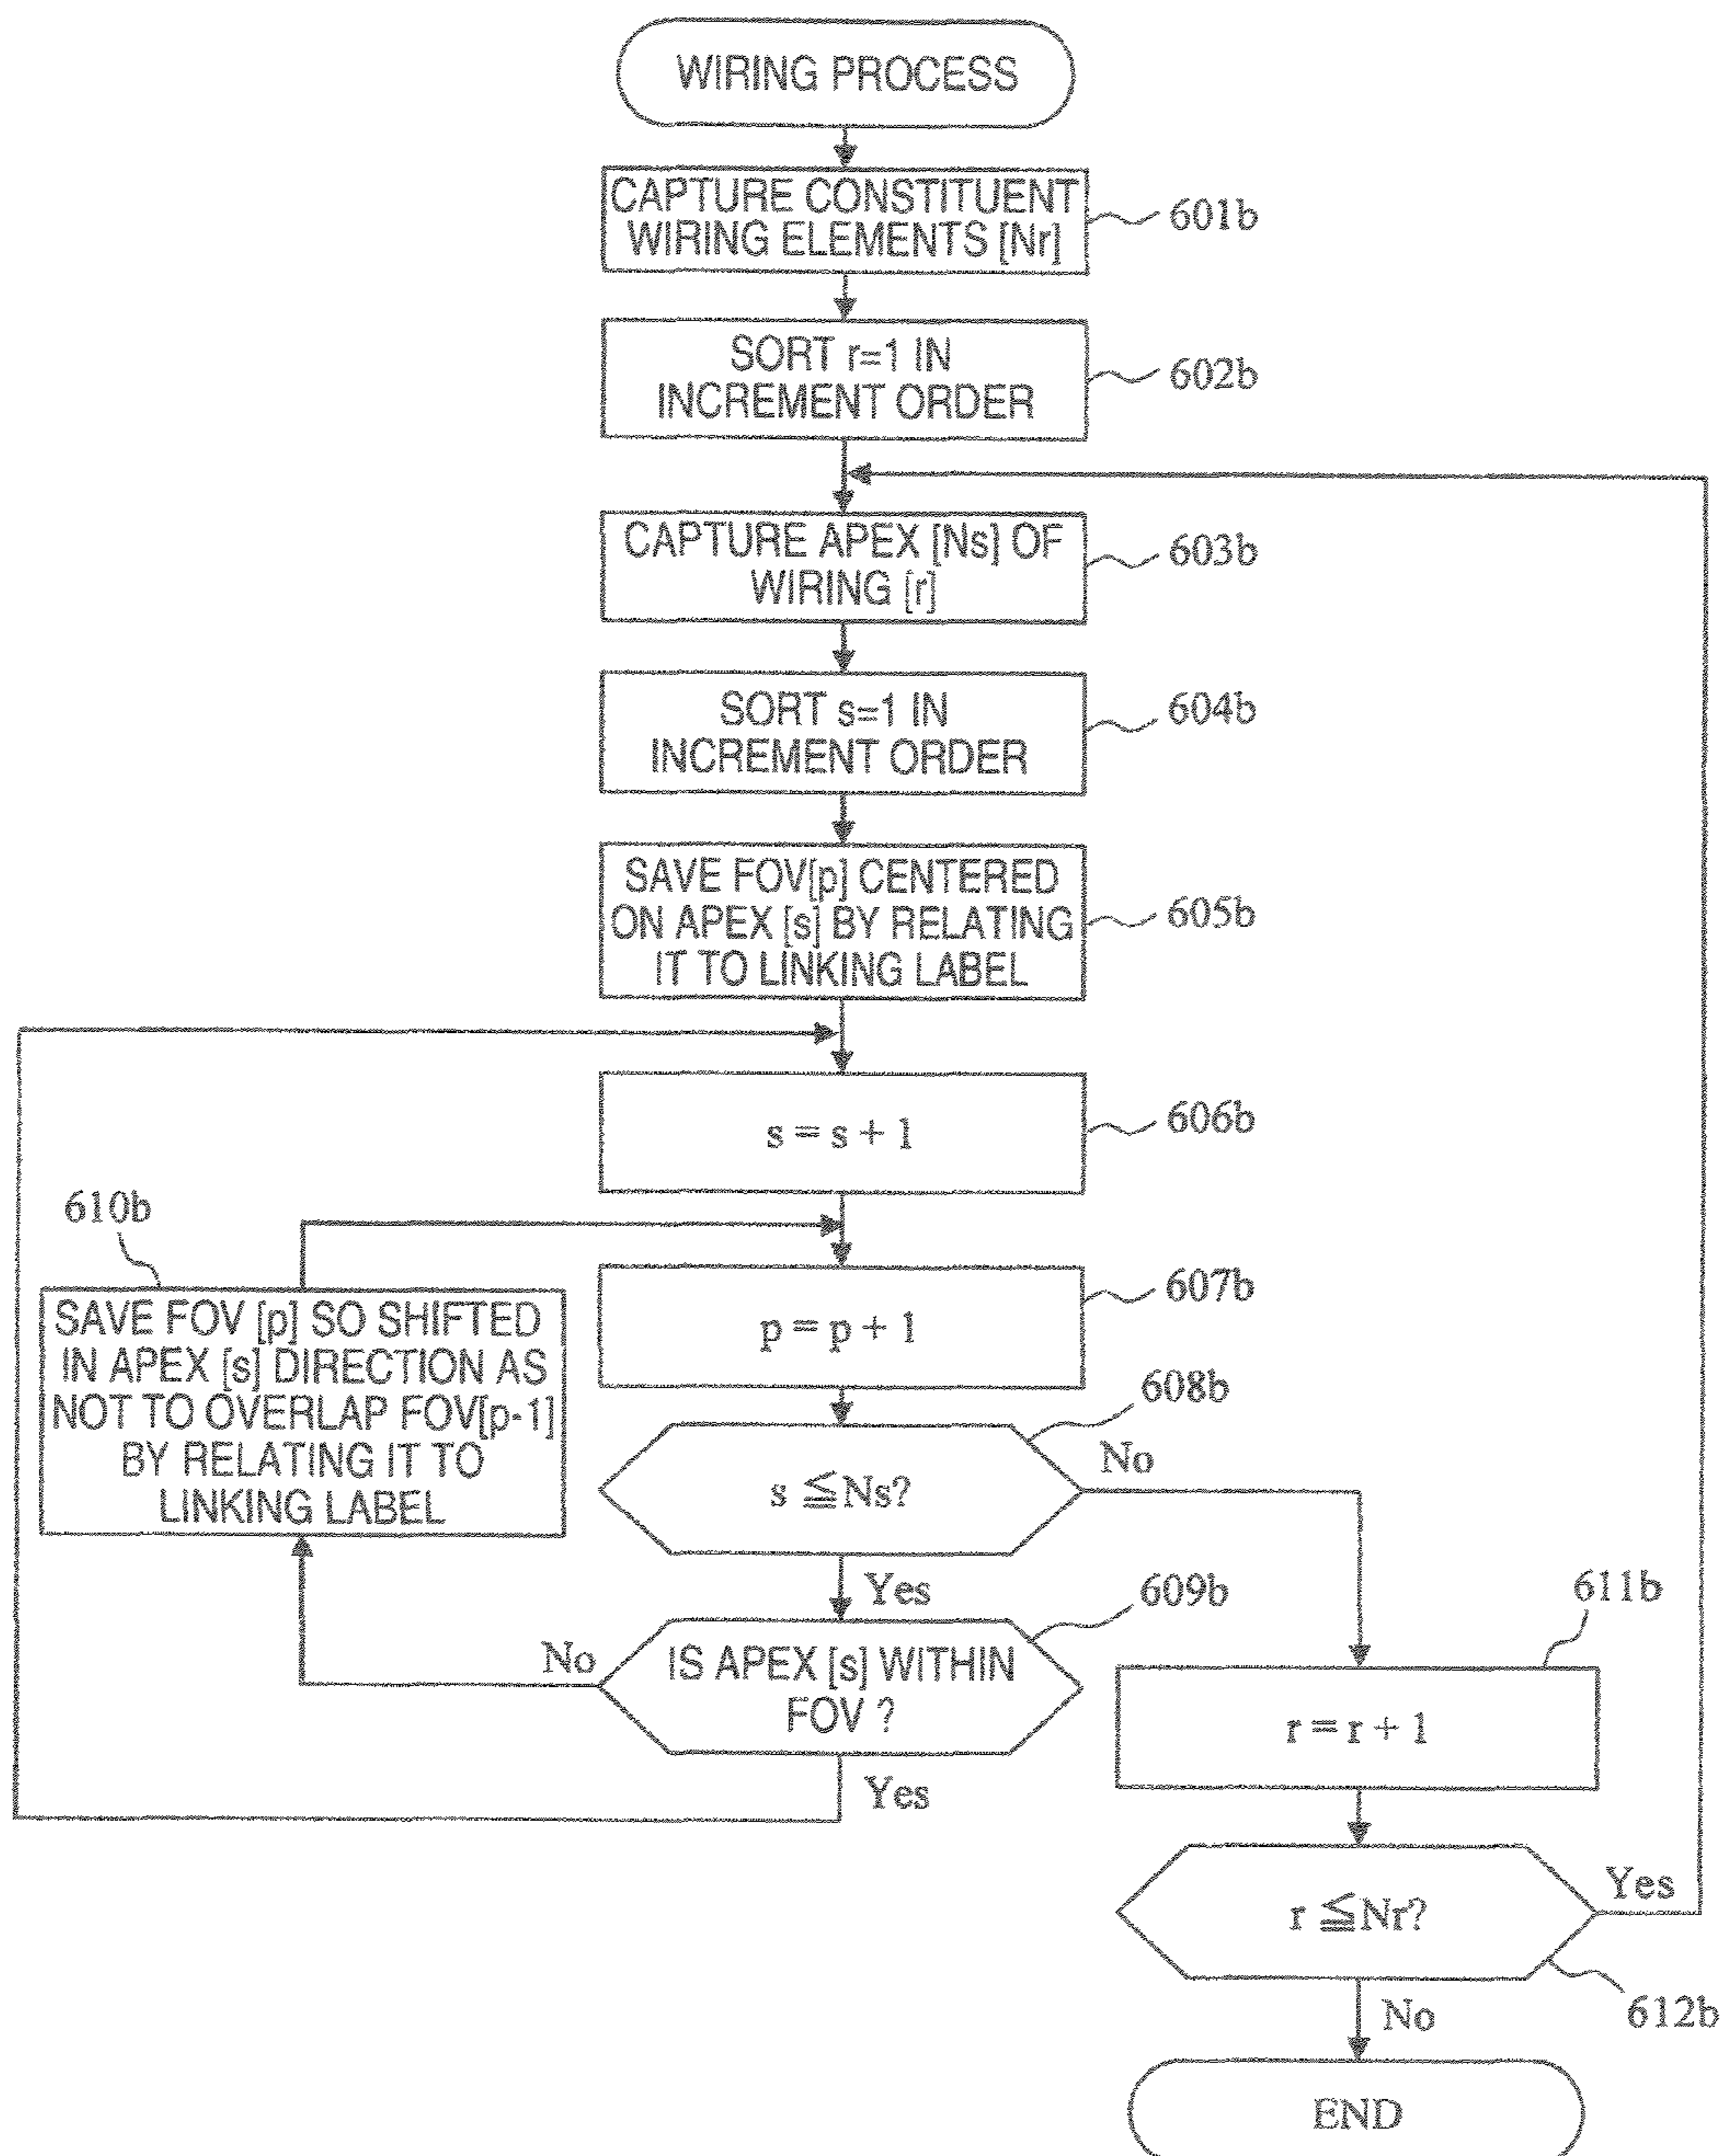 WIRING PROCESS
CAPTURE CONSTITUENT
WIRING ELEMENTS [Nr]
601b
SORT r=1 IN
INCREMENT ORDER
602b
CAPTURE APEX [Ns] OF
WIRING [r]
603b
SORT s=1 IN
INCREMENT ORDER
604b
SAVE FOV[p] CENTERED
ON APEX [s] BY RELATING
IT TO LINKING LABEL
605b
s = s + 1
606b
610b
SAVE FOV [p] SO SHIFTED
IN APEX [s] DIRECTION AS
NOT TO OVERLAP FOV[p-1]
BY RELATING IT TO
LINKING LABEL
p = p + 1
607b
608b
s ≦Ns?
No
Yes
609b
IS APEX [s] WITHIN
FOV ?
No
Yes
611b
r = r + 1
r ≦Nr?
Yes
612b
No
END